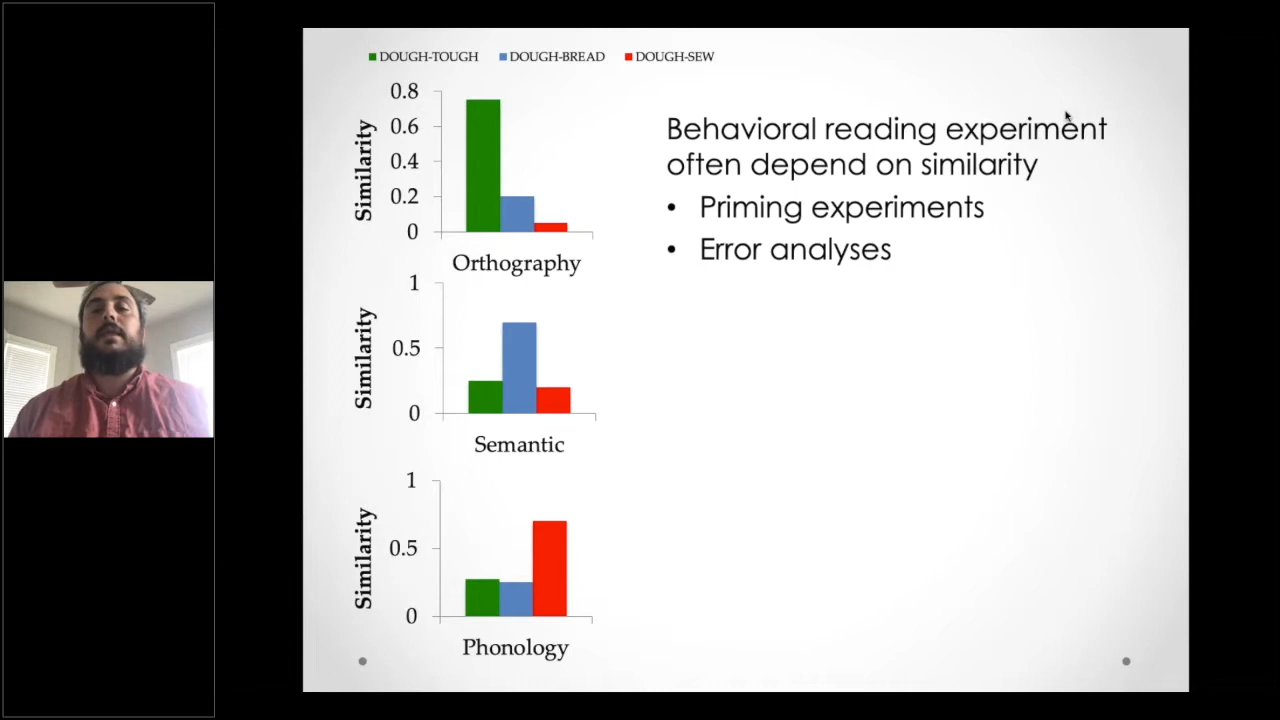 DOUGH-TOUGH DOUGH-BREAD DOUGH-SEW
0.8
0.6
0.4
0.2
0
Similarity
Orthography
1
0.5
0
Similarity
Semantic
1
0.5
0
Similarity
Phonology
Behavioral reading experiment
often depend on similarity
• Priming experiments
• Error analyses